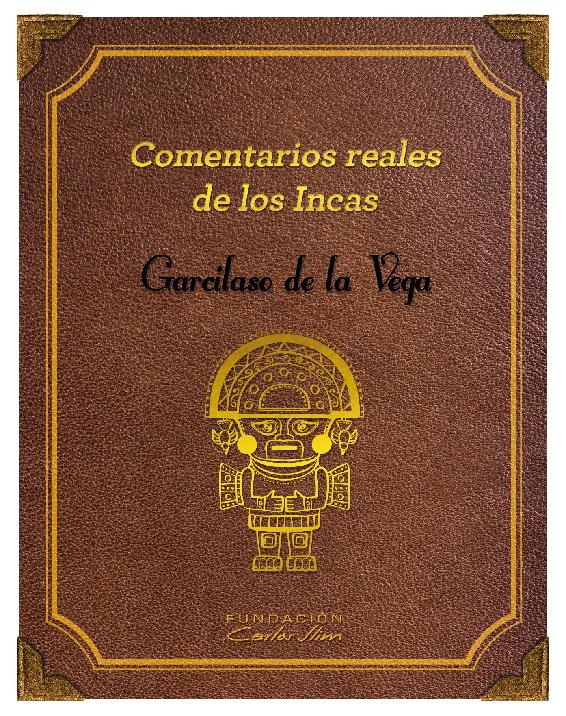 Comentarios reales
de los Incas
Garcilaso de la Vega
FUNDACIÓN
Carlos Slim